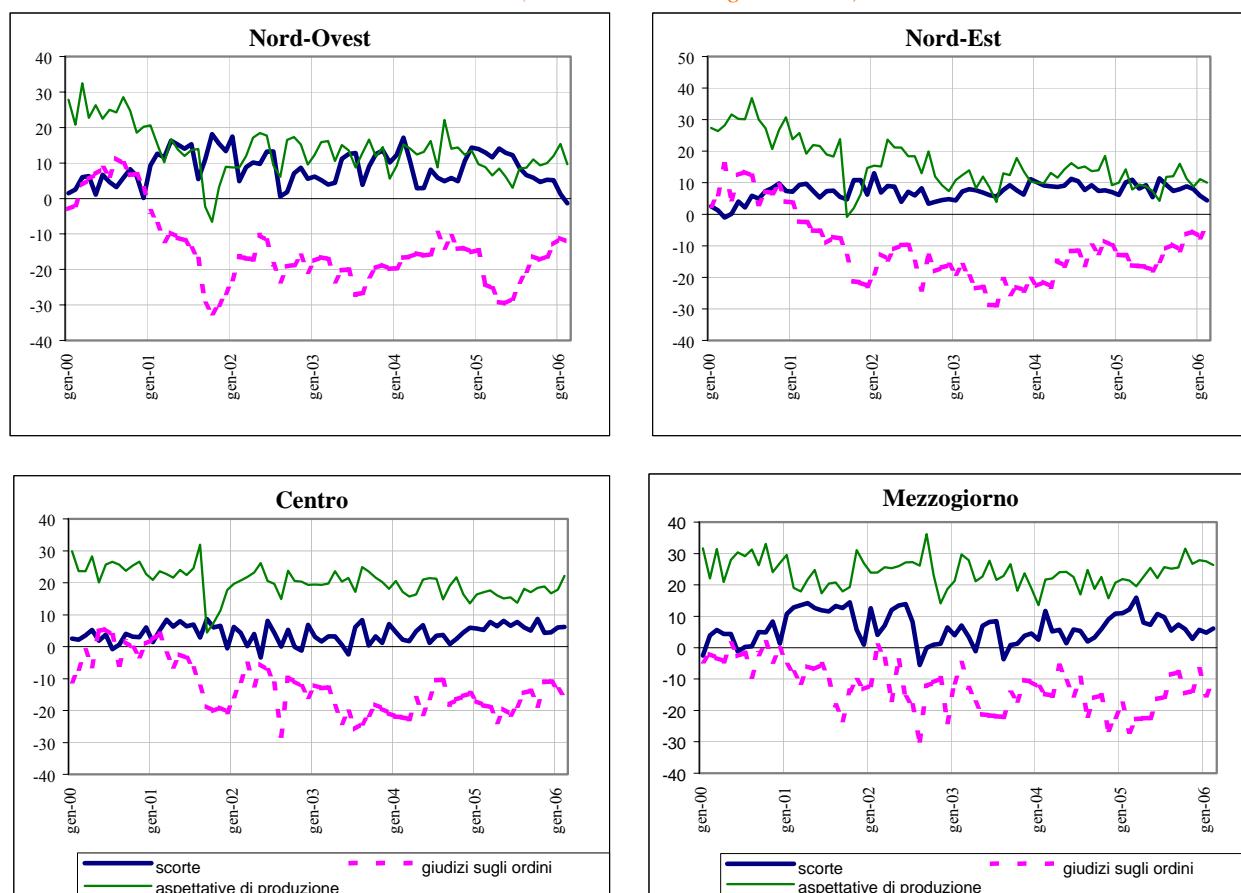 Nord-Ovest
40
30
20
10
0
-10
-20
-30
-40
gen-00
gen-01
gen-02
gen-03
gen-04
gen-05
gen-06
Nord-Est
50
40
30
20
10
0
-10
-20
-30
-40
gen-00
gen-01
gen-02
gen-03
gen-04
gen-05
gen-06
Centro
40
30
20
10
0
-10
-20
-30
-40
gen-00
gen-01
gen-02
gen-03
gen-04
gen-05
gen-06
scorte
giudizi sugli ordini
aspettative di produzione
Mezzogiorno
40
30
20
10
0
-10
-20
-30
-40
gen-00
gen-01
gen-02
gen-03
gen-04
gen-05
gen-06
scorte
giudizi sugli ordini
aspettative di produzione